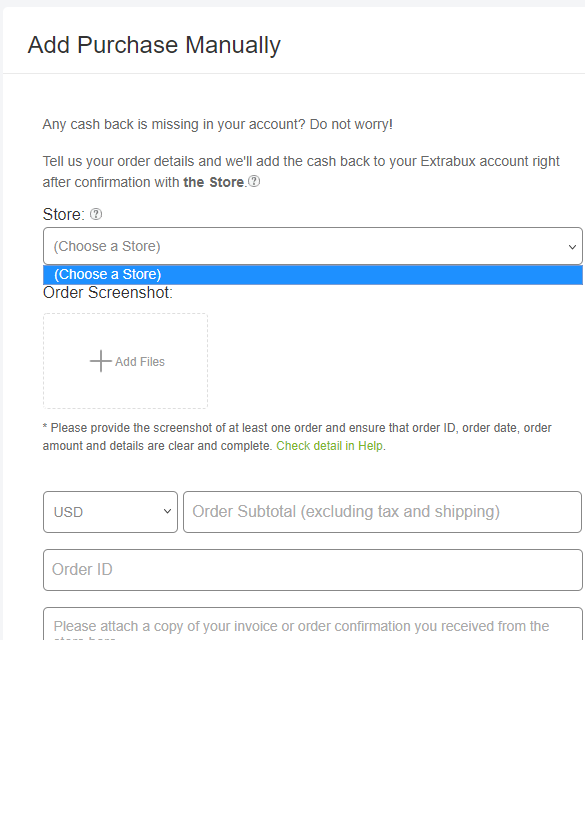 Add Purchase Manually
Any cash back is missing in your account? Do not worry!
Tell us your order details and we'll add the cash back to your Extrabux account right
after confirmation with the Store.?
Store: ?
(Choose a Store)
(Choose a Store)
Order Screenshot:
Add Files
* Please provide the screenshot of at least one order and ensure that order ID, order date, order
amount and details are clear and complete. Check detail in Help.
USD
Order Subtotal (excluding tax and shipping)
Order ID
Please attach a copy of your invoice or order confirmation you received from the